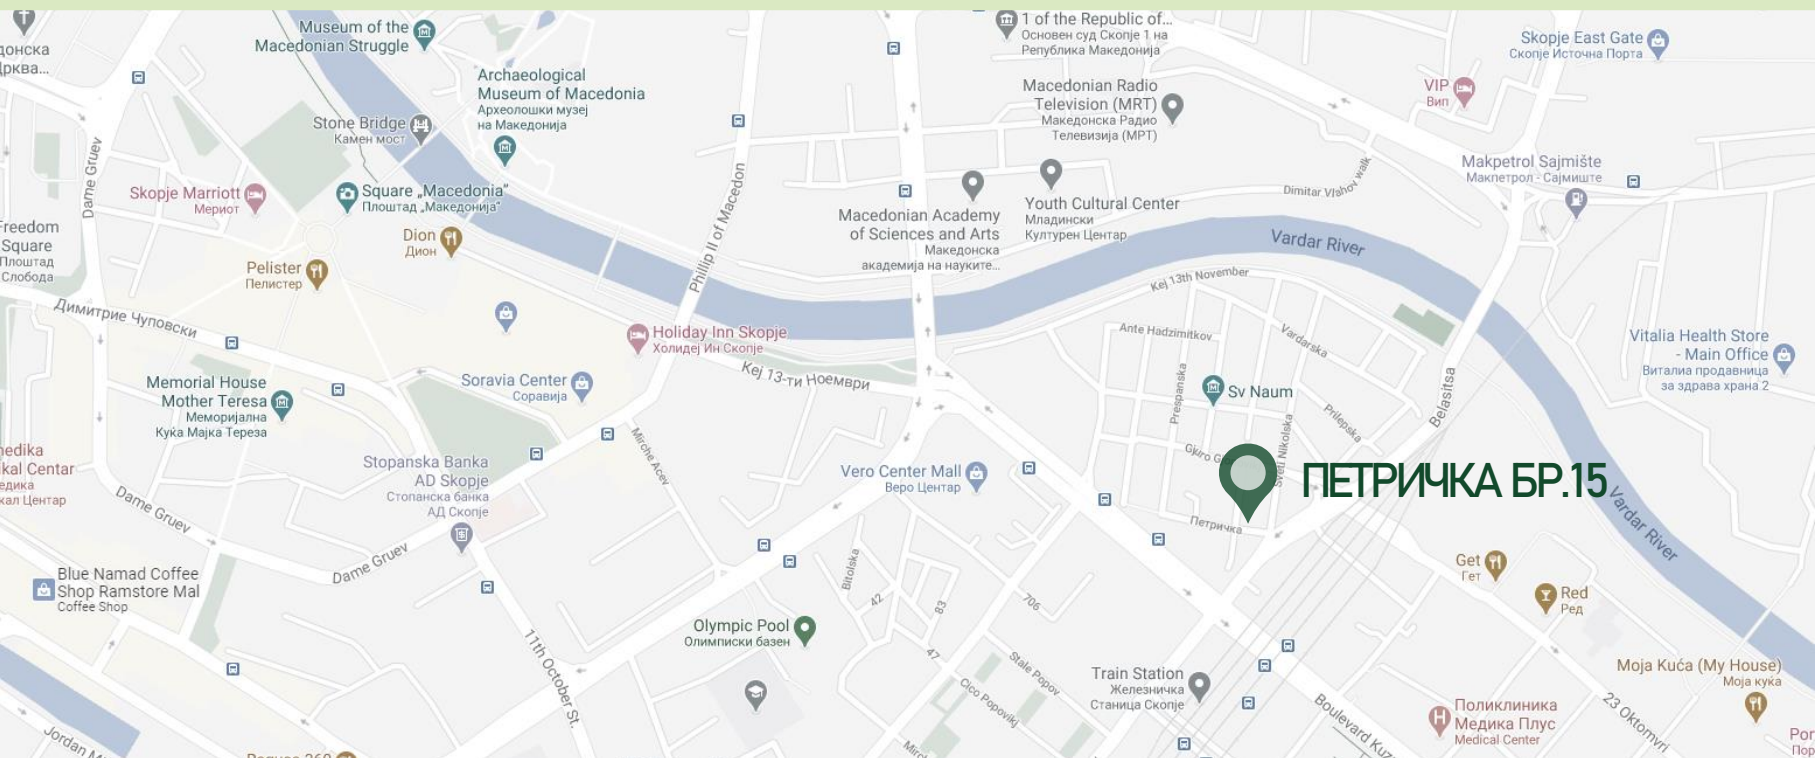 Museum of the
Macedonian Struggle
1 of the Republic of...
Основен суд Скопје 1 на
Република Македонија
Skopje East Gate
Скопје Источна Порта
Archaeological
Museum of Macedonia
Археолошки музеј
на Македонија
Macedonian Radio
Television (MRT)
Македонска Радио
Телевизија (МРТ)
VIP
Вип
Stone Bridge
Камен мост
Dame Gruev
Makpetrol Sajmište
Макпетрол - Сајмиште
Skopje Marriott
Мериот
Square „Macedonia"
Плоштад „Македонија"
Phillip II of Macedon
Macedonian Academy
of Sciences and Arts
Македонска
академија на науките...
Youth Cultural Center
Младински
Културен Центар
Dimitar Vlahov walk
Square
Плоштад
Слобода
Dion
Дион
Pelister
Пелистер
Vardar River
Kej 13th November
Димитрие Чуповски
Holiday Inn Skopje
Холидеј Ин Скопје
Ante Hadzimitkov
Vardarska
Vitalia Health Store
- Main Office
Виталиа продавница
за здрава храна 2
Кеј 13-ти Ноември
Memorial House
Mother Teresa
Меморијална
Куќа Мајка Тереза
Soravia Center
Соравија
Prespanska
Sv Naum
Prilepska
Belasitsa
Mirche Acev
Stopanska Banka
AD Skopje
Стопанска банка
АД Скопје
Vero Center Mall
Веро Центар
Sveti Nikolska
ПЕТРИЧКА БР.15
Петричка
Vardar River
Dame Gruev
Dame Gruev
Bitolska
Get
Гет
Red
Ред
Blue Namad Coffee
Shop Ramstore Mal
Coffee Shop
42
83
706
Olympic Pool
Олимписки базен
11th October St.
47
Stale Popov
Cico Popovikj
Train Station
Железничка
Станица Скопје
Моја Kuća (My House)
Моја куќа
Поликлиника
Медика Плус
Medical Center
23 Oktomvri
Boulevard
Jordan